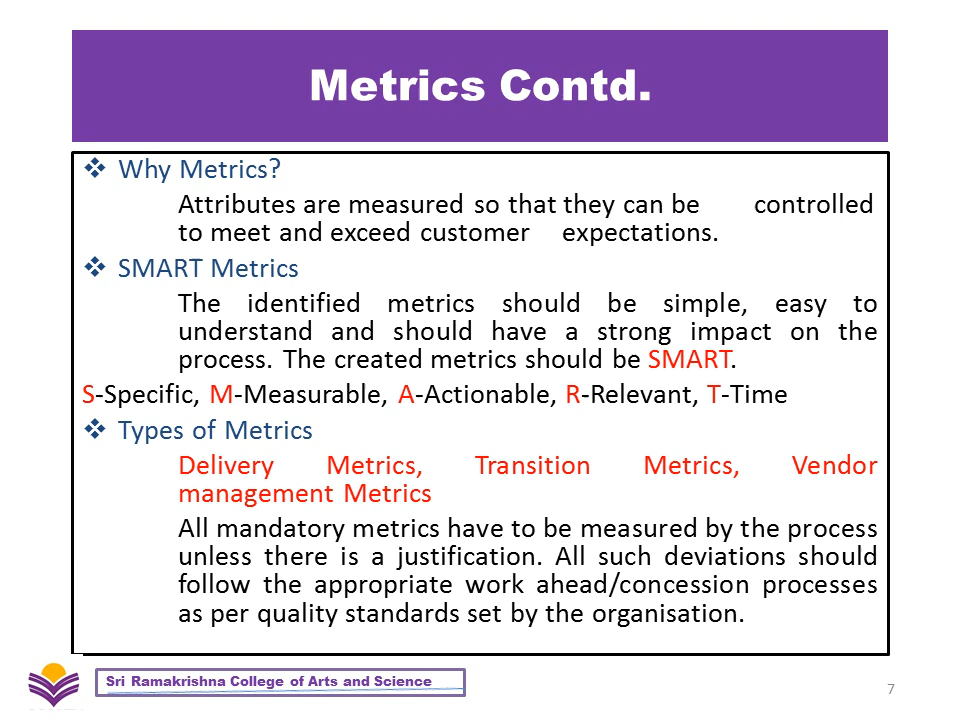 Metrics Contd.
❖ Why Metrics?
Attributes are measured so that they can be controlled
to meet and exceed customer expectations.
❖ SMART Metrics
The identified metrics should be simple, easy to
understand and should have a strong impact on the
process. The created metrics should be SMART.
S-Specific, M-Measurable, A-Actionable, R-Relevant, T-Time
❖ Types of Metrics
Delivery Metrics, Transition Metrics, Vendor
management Metrics
All mandatory metrics have to be measured by the process
unless there is a justification. All such deviations should
follow the appropriate work ahead/concession processes
as per quality standards set by the organisation.
Sri Ramakrishna College of Arts and Science
7